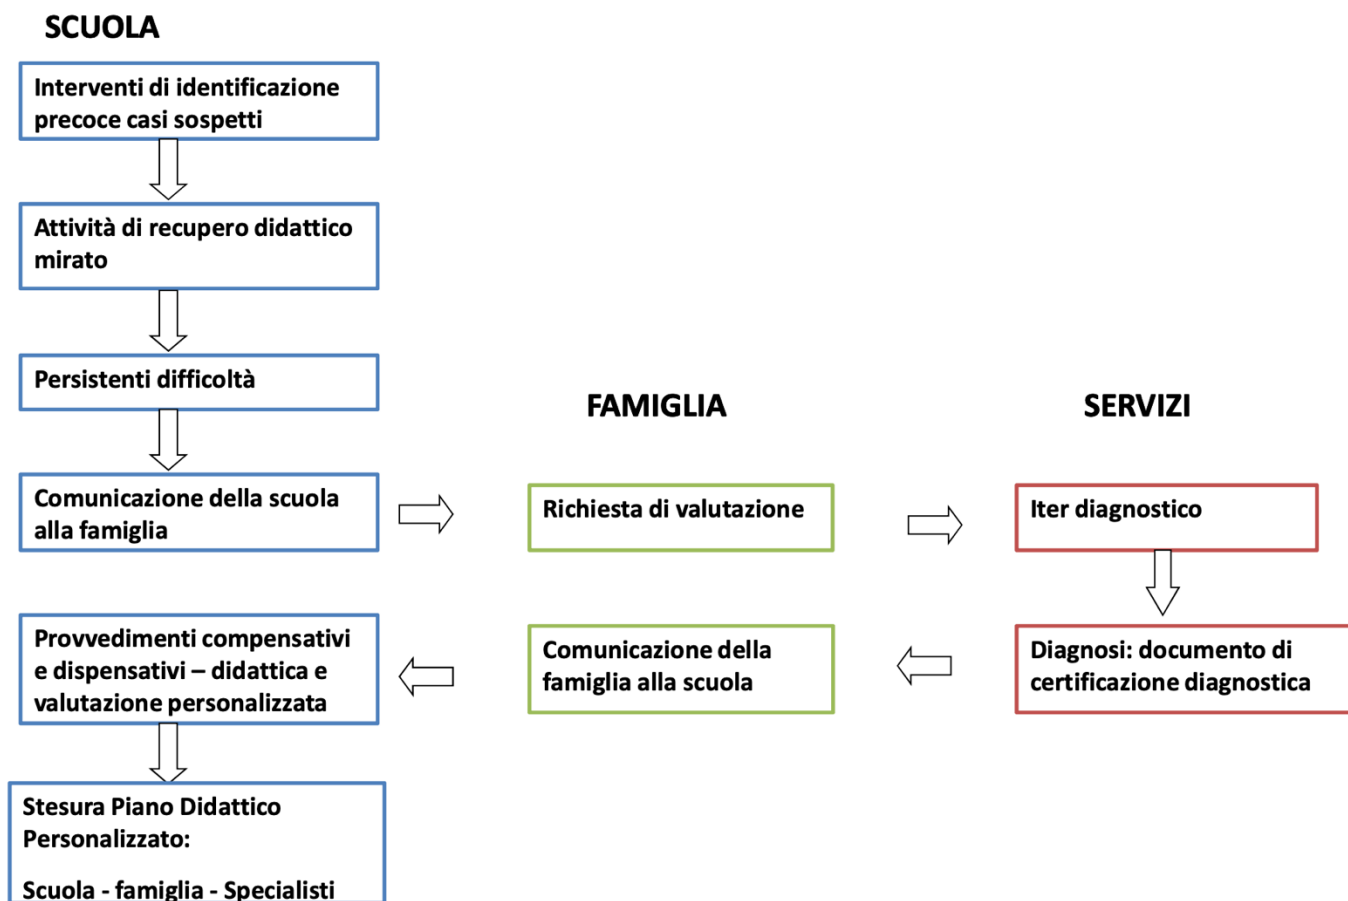 SCUOLA
Interventi di identificazione
precoce casi sospetti
Attività di recupero didattico
mirato
Persistenti difficoltà
Comunicazione della scuola
alla famiglia
FAMIGLIA
Richiesta di valutazione
SERVIZI
Iter diagnostico
Diagnosi: documento di
certificazione diagnostica
Comunicazione della
famiglia alla scuola
Provvedimenti compensativi
e dispensativi – didattica e
valutazione personalizzata
Stesura Piano Didattico
Personalizzato:
Scuola - famiglia - Specialisti